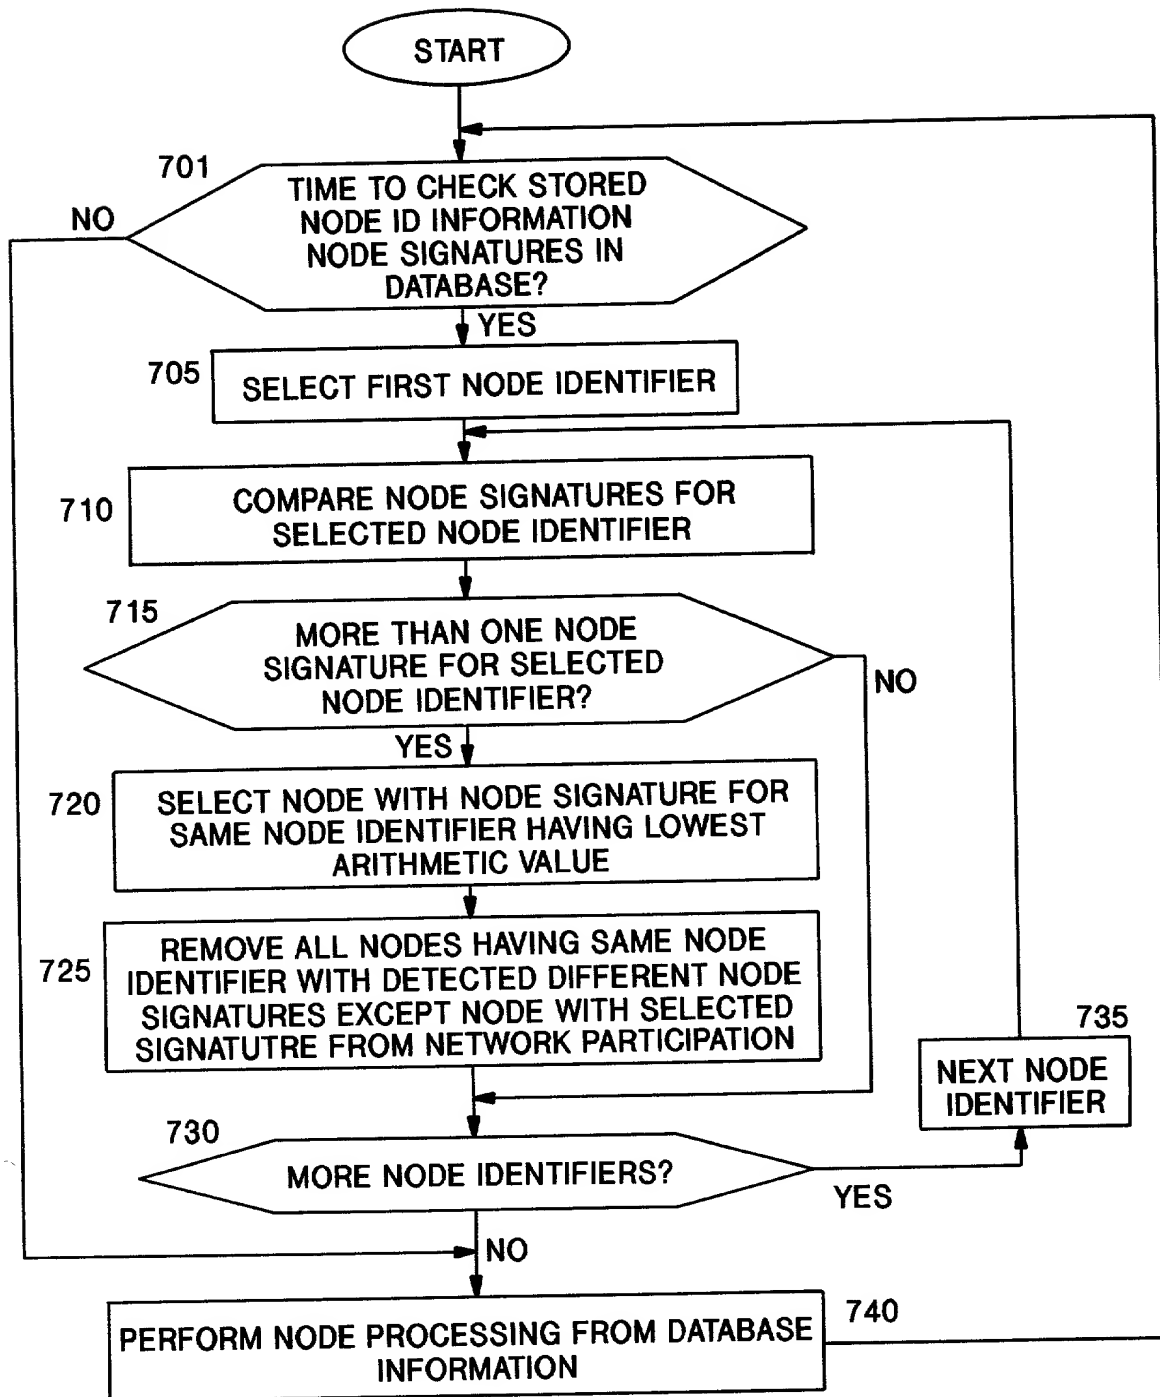 START
701
TIME TO CHECK STORED
NODE ID INFORMATION
NODE SIGNATURES IN
DATABASE?
NO
YES
705
SELECT FIRST NODE IDENTIFIER
710
COMPARE NODE SIGNATURES FOR
SELECTED NODE IDENTIFIER
715
MORE THAN ONE NODE
SIGNATURE FOR SELECTED
NODE IDENTIFIER?
NO
YES
720
SELECT NODE WITH NODE SIGNATURE FOR
SAME NODE IDENTIFIER HAVING LOWEST
ARITHMETIC VALUE
725
REMOVE ALL NODES HAVING SAME NODE
IDENTIFIER WITH DETECTED DIFFERENT NODE
SIGNATURES EXCEPT NODE WITH SELECTED
SIGNATUTRE FROM NETWORK PARTICIPATION
735
NEXT NODE
IDENTIFIER
730
MORE NODE IDENTIFIERS?
YES
NO
740
PERFORM NODE PROCESSING FROM DATABASE
INFORMATION